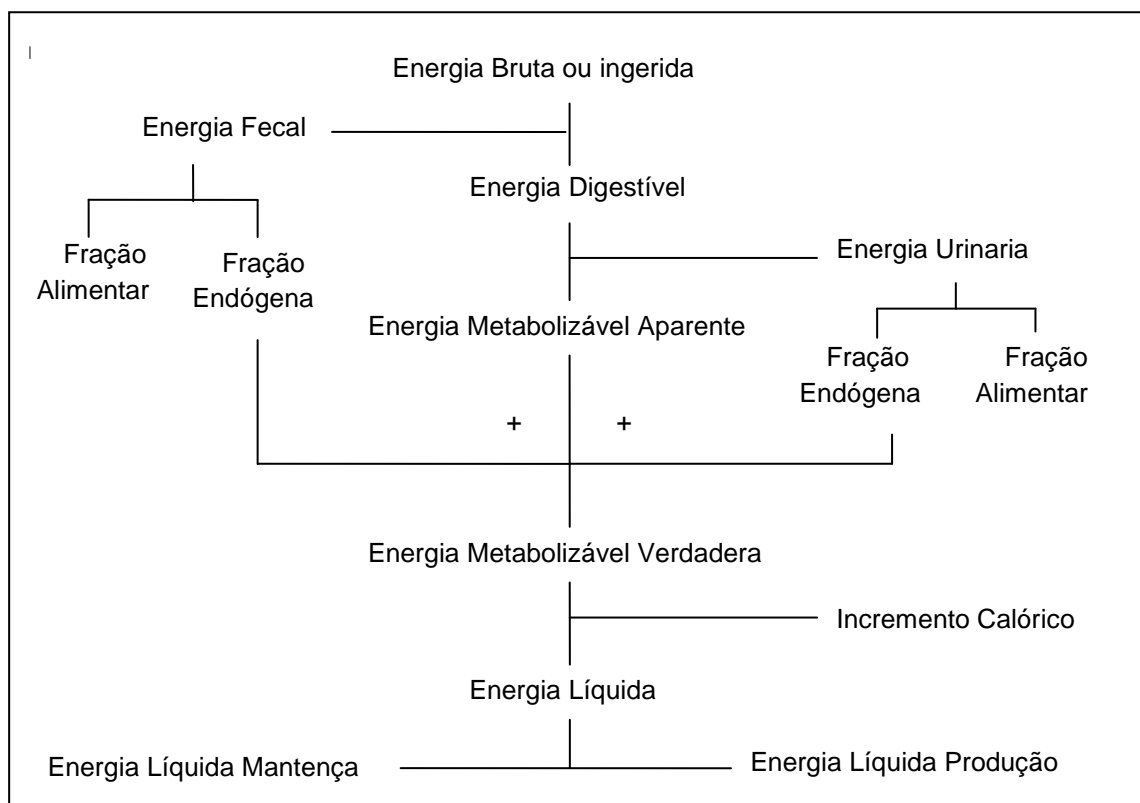 Energia Bruta ou ingerida
Energia Fecal
Energia Digestível
Fração
Alimentar
Fração
Endógena
Energia Urinaria
Energia Metabolizável Aparente
Fração
Endógena
Fração
Alimentar
+ +
Energia Metabolizável Verdadera
Incremento Calórico
Energia Líquida
Energia Líquida Mantença
Energia Líquida Produção